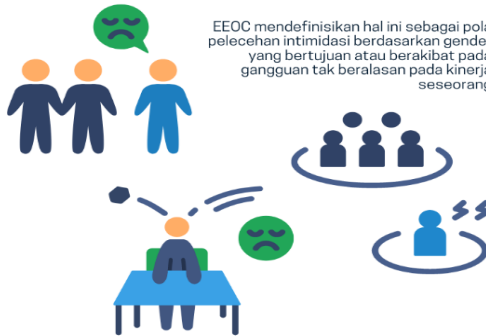 EEOC mendefinisikan hal ini sebagai pola
pelecehan intimidasi berdasarkan gender
yang bertujuan atau berakibat pada
gangguan tak beralasan pada kinerja
seseorang